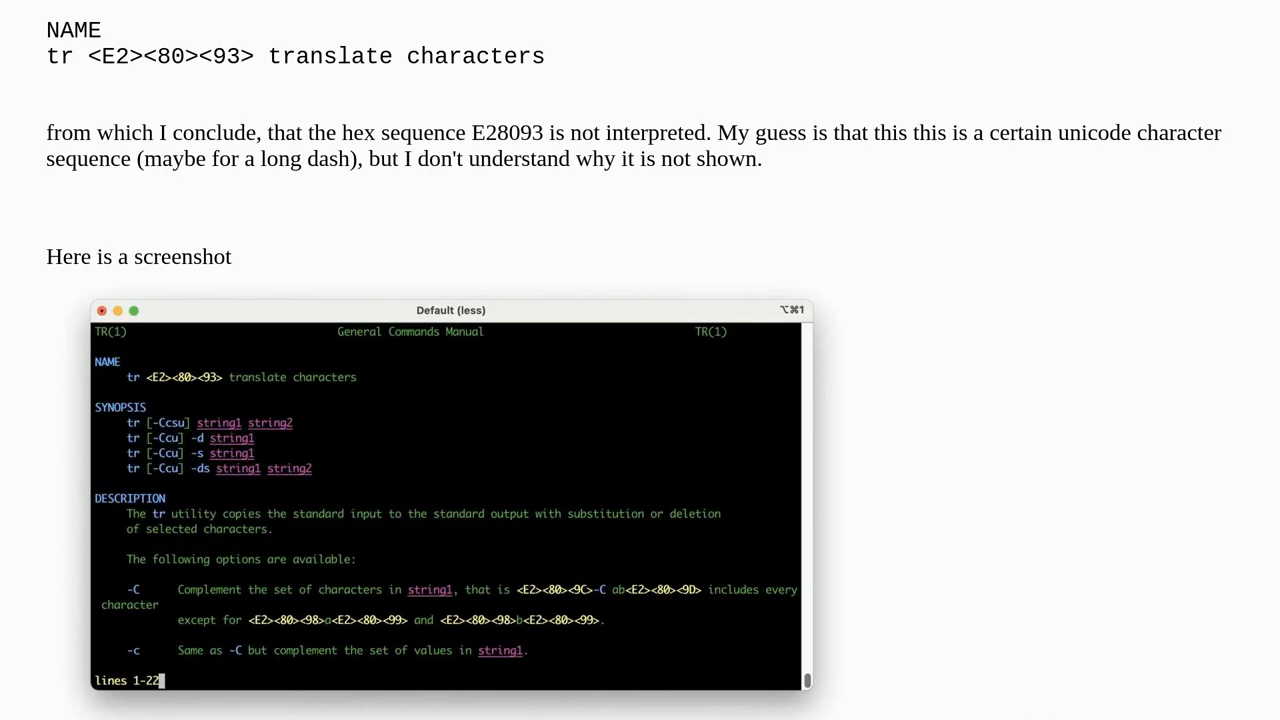 NAME
tr <E2><80><93> translate characters
from which I conclude, that the hex sequence E28093 is not interpreted. My guess is that this this is a certain unicode character
sequence (maybe for a long dash), but I don't understand why it is not shown.
Here is a screenshot
Default (less) ⌥⌘1
TR(1) General Commands Manual TR(1)
NAME
tr <E2><80><93> translate characters
SYNOPSIS
tr [-Ccsu] string1 string2
tr [-Ccu] -d string1
tr [-Ccu] -s string1
tr [-Ccu] -ds string1 string2
DESCRIPTION
The tr utility copies the standard input to the standard output with substitution or deletion
of selected characters.
The following options are available:
-C Complement the set of characters in string1, that is <E2><80><9C>-C ab<E2><80><9D> includes every
character
except for <E2><80><98>a<E2><80><99> and <E2><80><98>b<E2><80><99>.
-c Same as -C but complement the set of values in string1.
lines 1-22